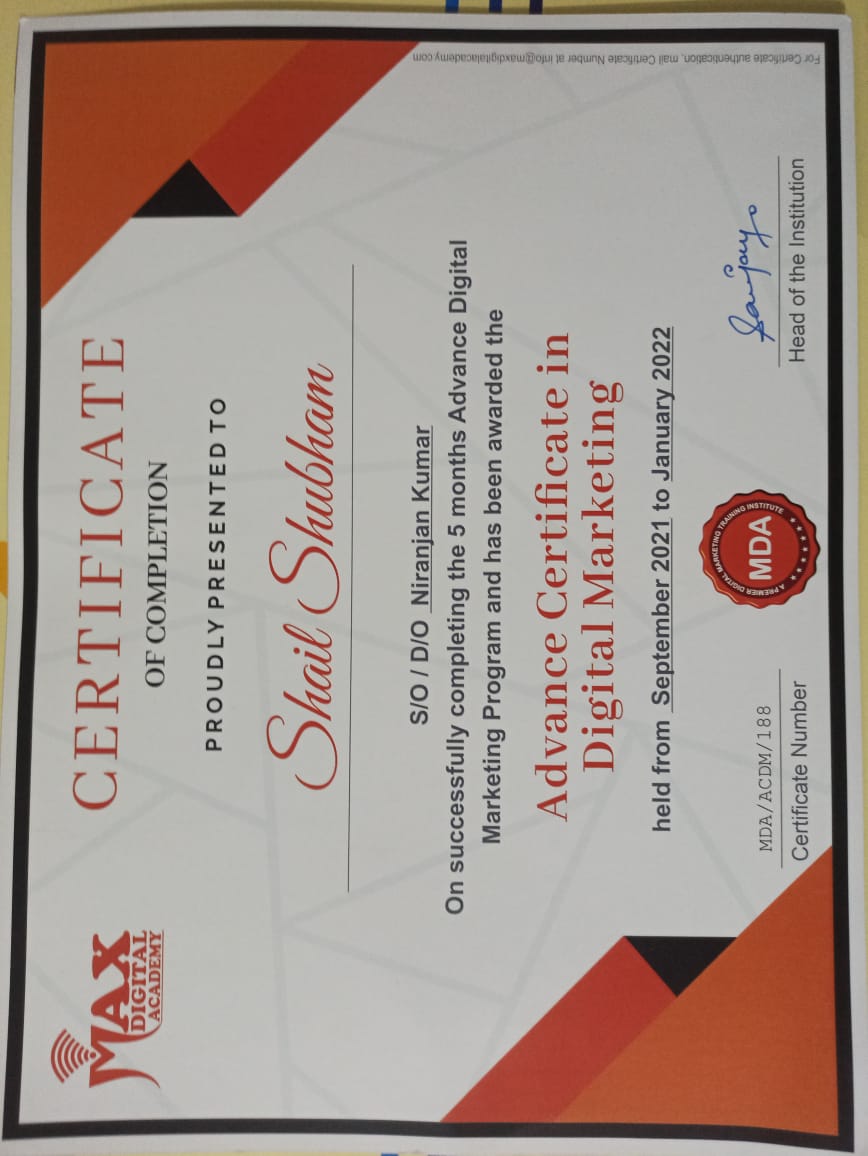 MAX
DIGITAL
ACADEMY
CERTIFICATE
OF COMPLETION
PROUDLY PRESENTED TO
Shail Shubham
S/O / D/O Niranjan Kumar
On successfully completing the 5 months Advance Digital
Marketing Program and has been awarded the
Advance Certificate in
Digital Marketing
held from September 2021 to January 2022
MDA/ACDM/188
Certificate Number
A PREMIER DIGITAL MARKETING TRAINING INSTITUTE
MDA
Head of the Institution
For Certificate authentication, mail Certificate Number at info@maxdigitalacademy.com